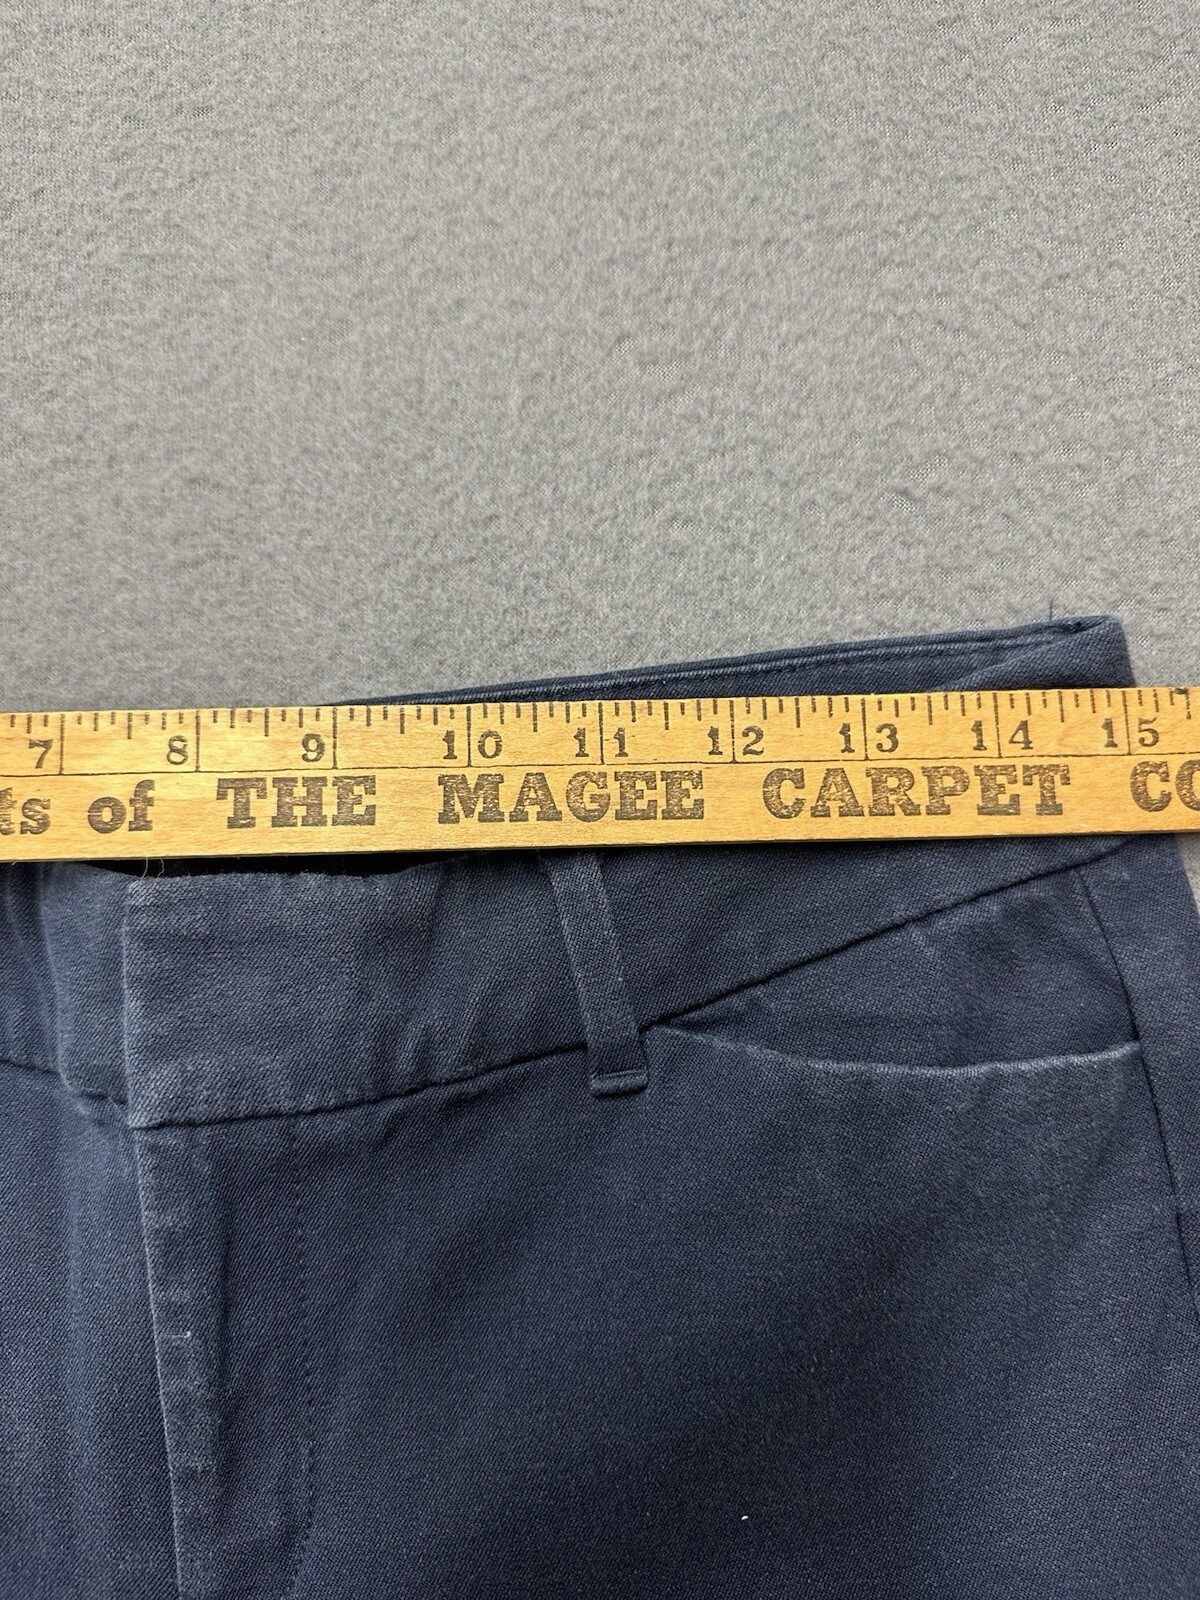 7 8 9 10 11 12 13 14 15
ts of THE MAGEE CARPET CO